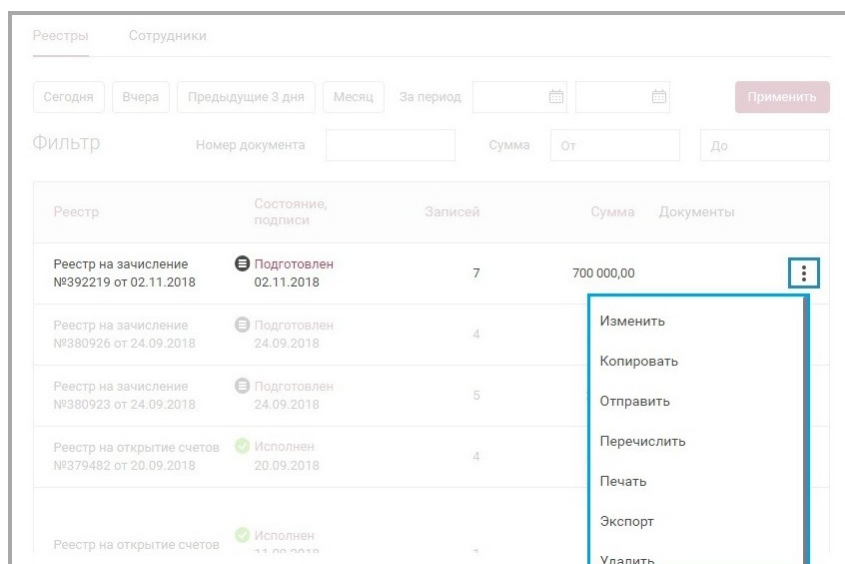 Реестры Сотрудники
Сегодня Вчера Предыдущие 3 дня Месяц За период Применить
Фильтр Номер документа Сумма От До
Реестр Состояние, подписи Записей Сумма Документы
Реестр на зачисление Подготовлен 7 700 000,00
№392219 от 02.11.2018 02.11.2018
Изменить
Реестр на зачисление Подготовлен 4
№380926 от 24.09.2018 24.09.2018
Копировать
Реестр на зачисление Подготовлен 5
№380923 от 24.09.2018 24.09.2018
Отправить
Реестр на открытие счетов Исполнен 4
№379482 от 20.09.2018 20.09.2018
Перечислить
Печать
Экспорт
Реестр на открытие счетов Исполнен
Удалить